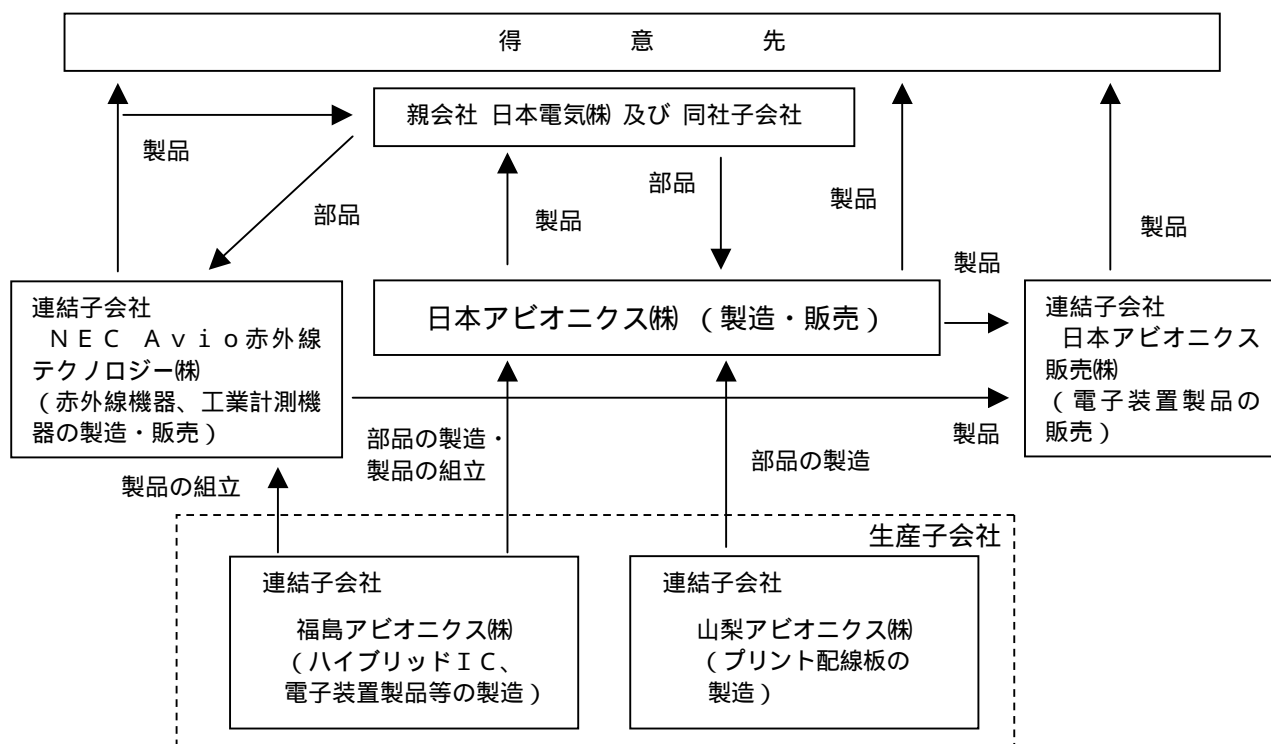 得 意 先
親会社 日本電気㈱ 及び 同社子会社
製品
部品
製品
部品
製品
製品
製品
連結子会社
NEC Avio赤外線
テクノロジー㈱
(赤外線機器、工業計測機
器の製造・販売)
日本アビオニクス㈱ (製造・販売)
連結子会社
日本アビオニクス
販売㈱
(電子装置製品の
販売)
製品
部品の製造・
製品の組立
部品の製造
製品の組立
生産子会社
連結子会社
福島アビオニクス㈱
(ハイブリッドIC、
電子装置製品等の製造)
連結子会社
山梨アビオニクス㈱
(プリント配線板の
製造)